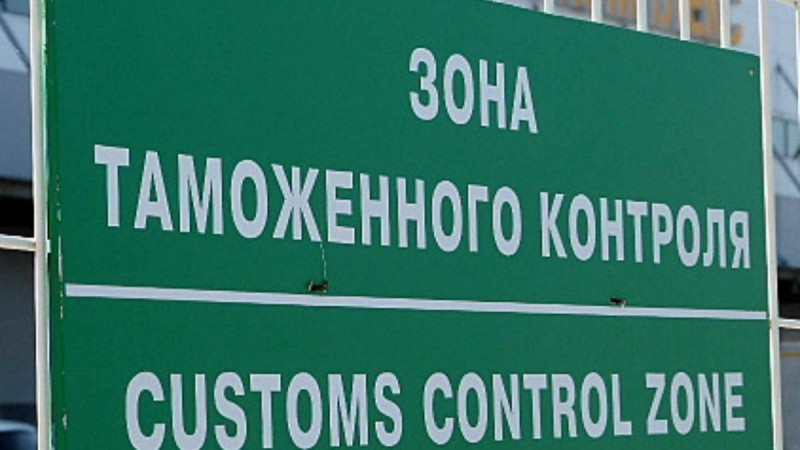 ЗОНА
ТАМОЖЕННОГО КОНТРОЛЯ
CUSTOMS CONTROL ZONE